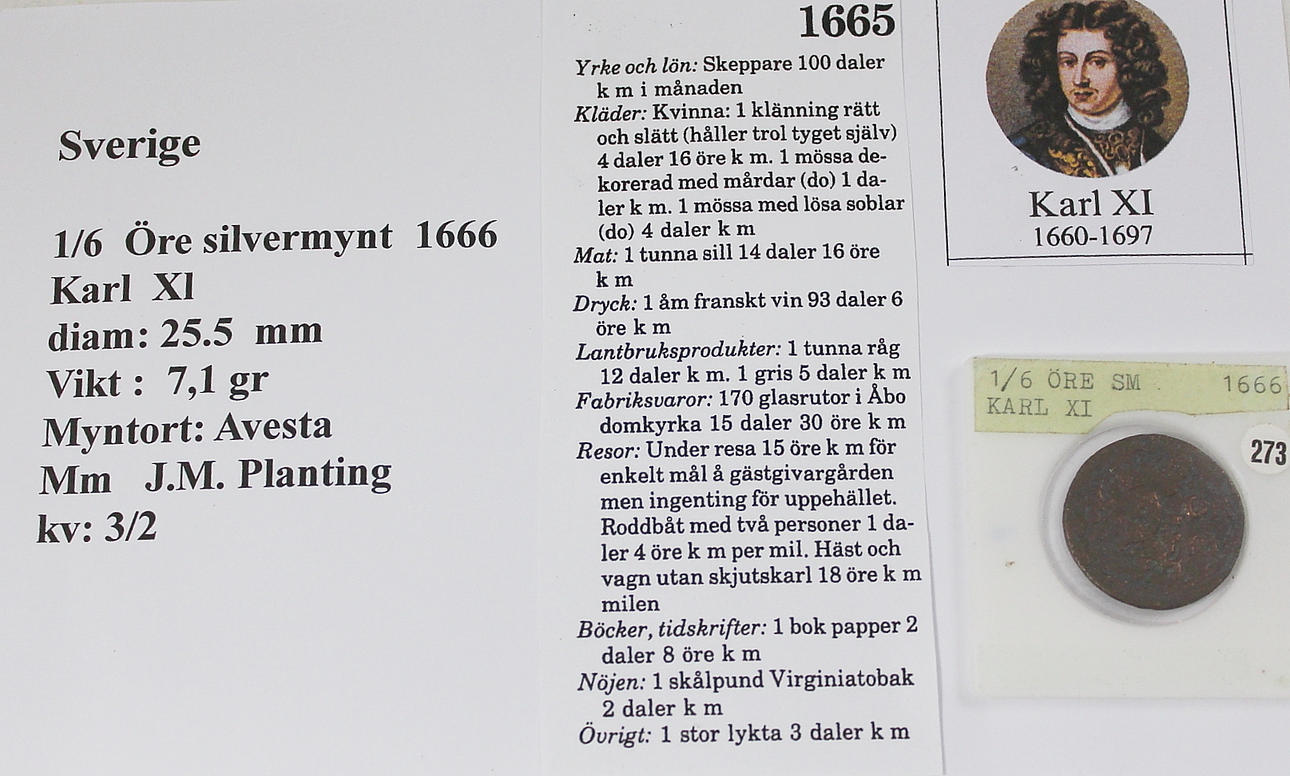 Sverige
1/6 Öre silvermynt 1666
Karl Xl
diam: 25.5 mm
Vikt : 7,1 gr
Myntort: Avesta
Mm J.M. Planting
kv: 3/2
1665
Yrke och lön: Skeppare 100 daler
k m i månaden
Kläder: Kvinna: 1 klänning rätt
och slätt (håller trol tyget själv)
4 daler 16 öre k m. 1 mössa de-
korerad med mårdar (do) 1 da-
ler k m. 1 mössa med lösa soblar
(do) 4 daler k m
Mat: 1 tunna sill 14 daler 16 öre
k m
Dryck: 1 åm franskt vin 93 daler 6
öre k m
Lantbruksprodukter: 1 tunna råg
12 daler k m. 1 gris 5 daler k m
Fabriksvaror: 170 glasrutor i Åbo
domkyrka 15 daler 30 öre k m
Resor: Under resa 15 öre k m för
enkelt mål å gästgivargården
men ingenting för uppehället.
Roddbåt med två personer 1 da-
ler 4 öre k m per mil. Häst och
vagn utan skjutskarl 18 öre k m
milen
Böcker, tidskrifter: 1 bok papper 2
daler 8 öre k m
Nöjen: 1 skålpund Virginiatobak
2 daler k m
Övrigt: 1 stor lykta 3 daler k m
Karl XI
1660-1697
1/6 ÖRE SM 1666
KARL XI
273